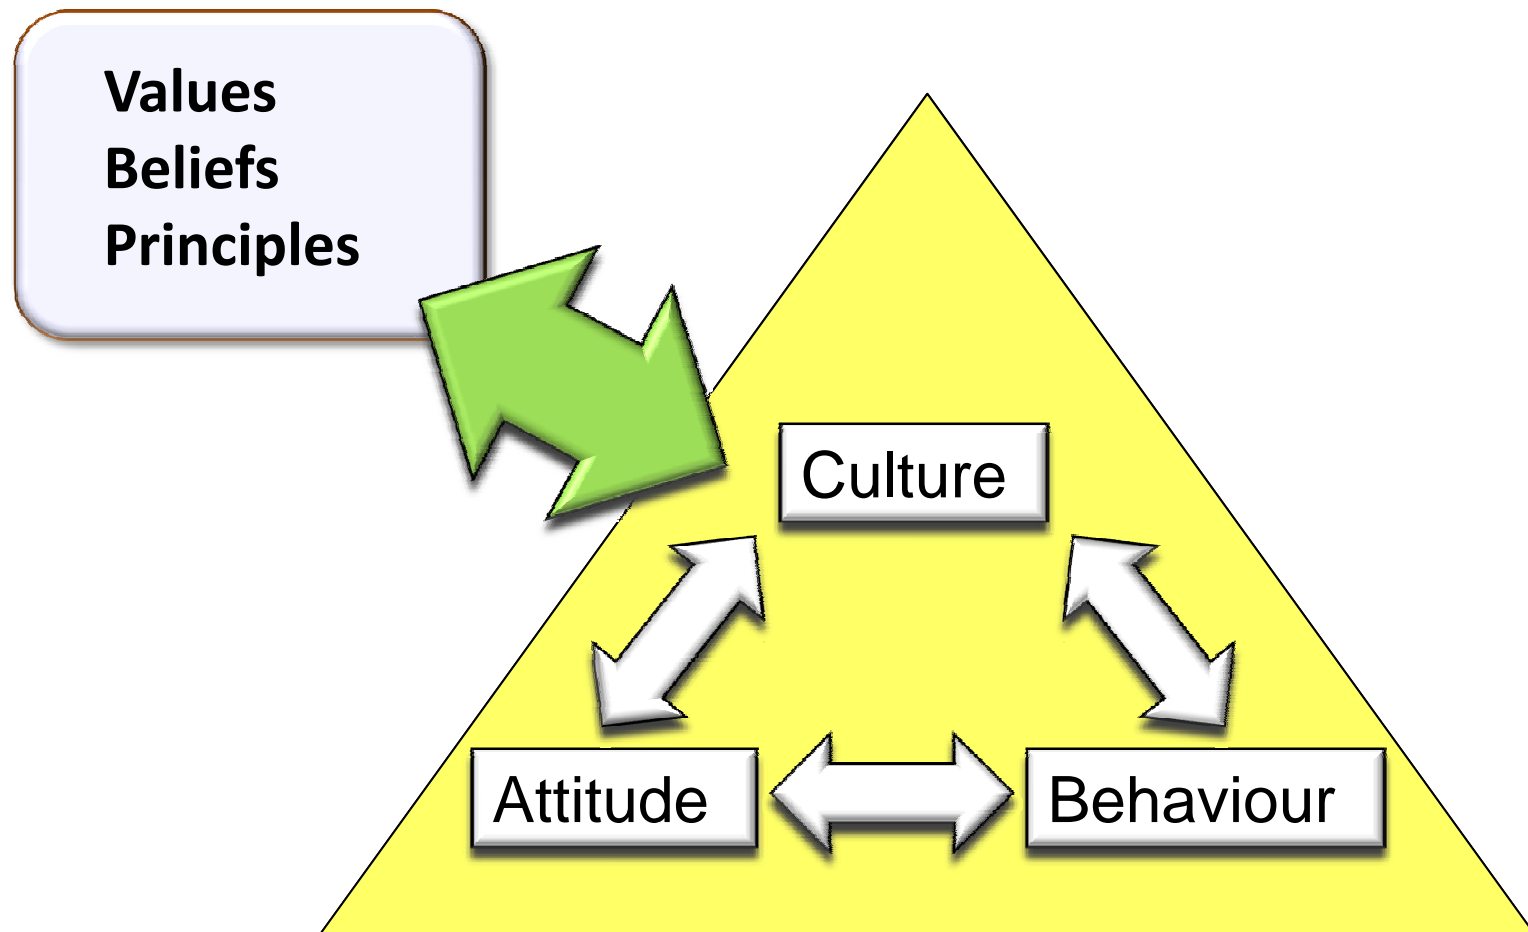 Values
Beliefs
Principles
Culture
Attitude
Behaviour